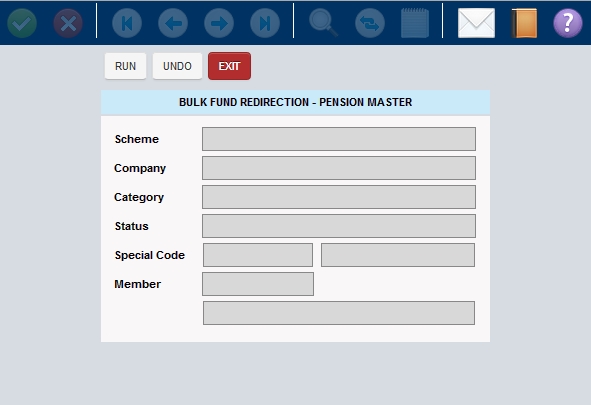 RUN UNDO EXIT
BULK FUND REDIRECTION - PENSION MASTER
Scheme
Company
Category
Status
Special Code
Member